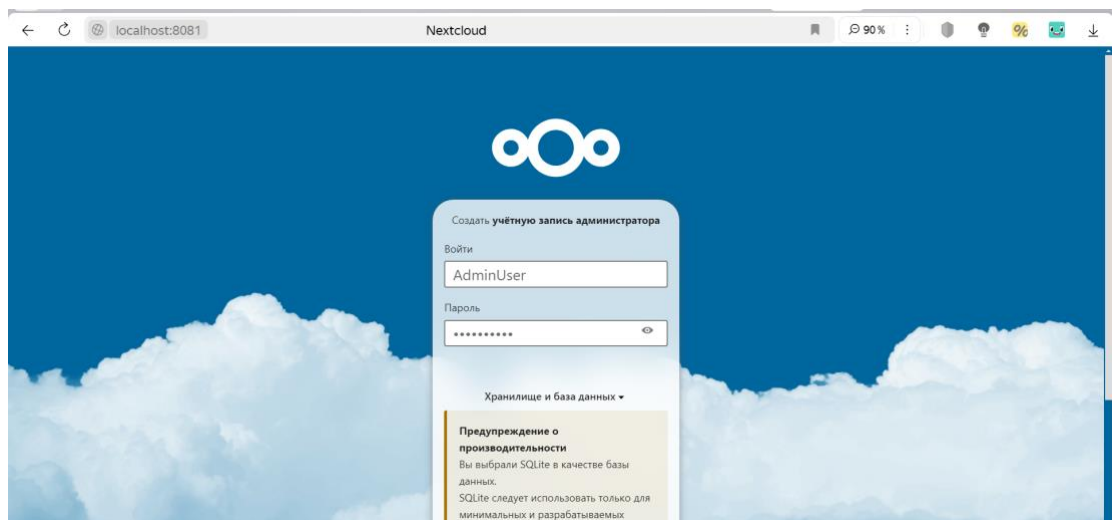 localhost:8081
Nextcloud
90 %
Создать учётную запись администратора
Войти
AdminUser
Пароль
Хранилище и база данных
Предупреждение о
производительности
Вы выбрали SQLite в качестве базы
данных.
SQLite следует использовать только для
минимальных и разрабатываемых